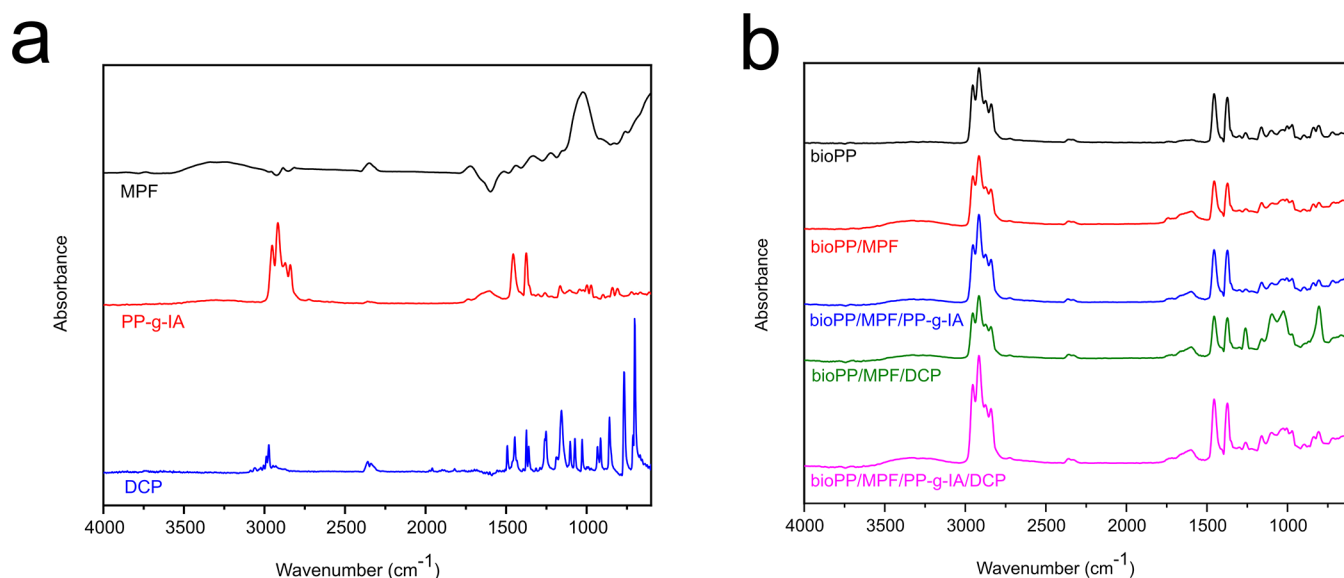 a
Absorbance
MPF
PP-g-IA
DCP
4000 3500 3000 2500 2000 1500 1000
Wavenumber (cm-1)
b
Absorbance
bioPP
bioPP/MPF
bioPP/MPF/PP-g-IA
bioPP/MPF/DCP
bioPP/MPF/PP-g-IA/DCP
4000 3500 3000 2500 2000 1500 1000
Wavenumber (cm-1)